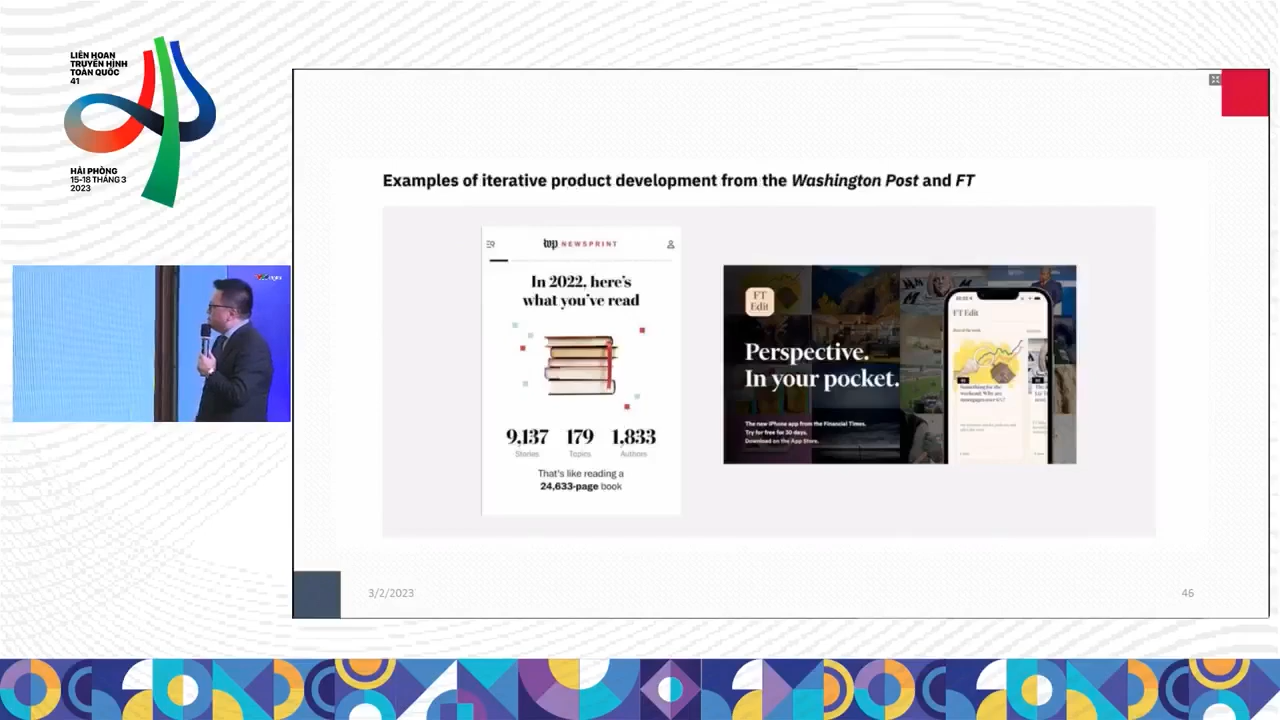 LIÊN HOAN
TRUYỀN HÌNH
TOÀN QUỐC
41
HẢI PHÒNG
15-18 THÁNG 3
2023
Examples of iterative product development from the Washington Post and FT
wp NEWSPRINT
In 2022, here's
what you've read
9,137 179 1,833
Stories Topics Authors
That's like reading a
24,633-page book
FT
Edit
Perspective.
In your pocket.
The new iPhone app from the Financial Times.
Try for free for 30 days.
Download on the App Store.
FT Edit
3/2/2023
46